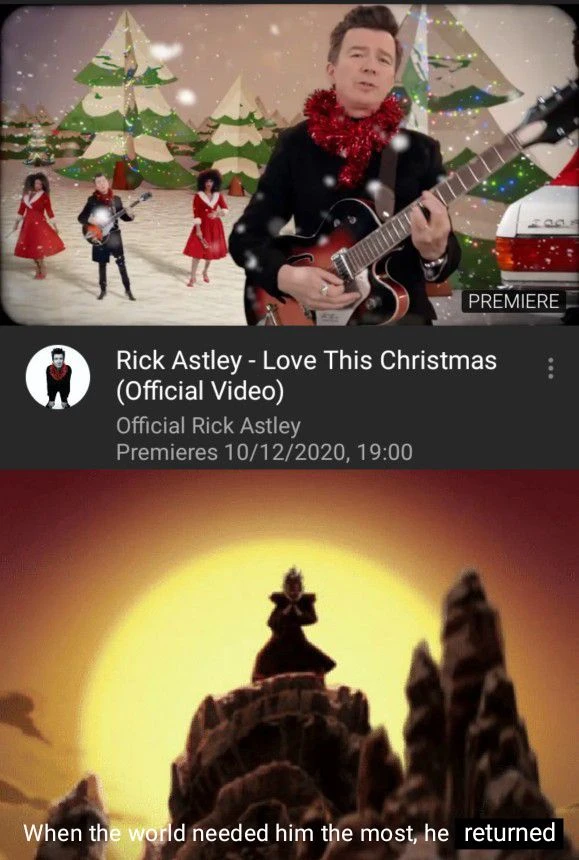 PREMIERE
Rick Astley - Love This Christmas
(Official Video)
Official Rick Astley
Premieres 10/12/2020, 19:00
When the world needed him the most, he returned